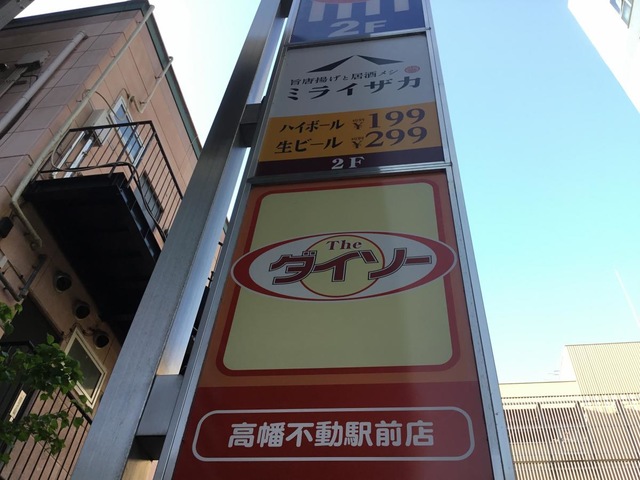 2F
旨唐揚げと居酒メシ
ミライザカ
ハイボール ¥199
生ビール ¥299
2F
The
ダイソー
高幡不動駅前店